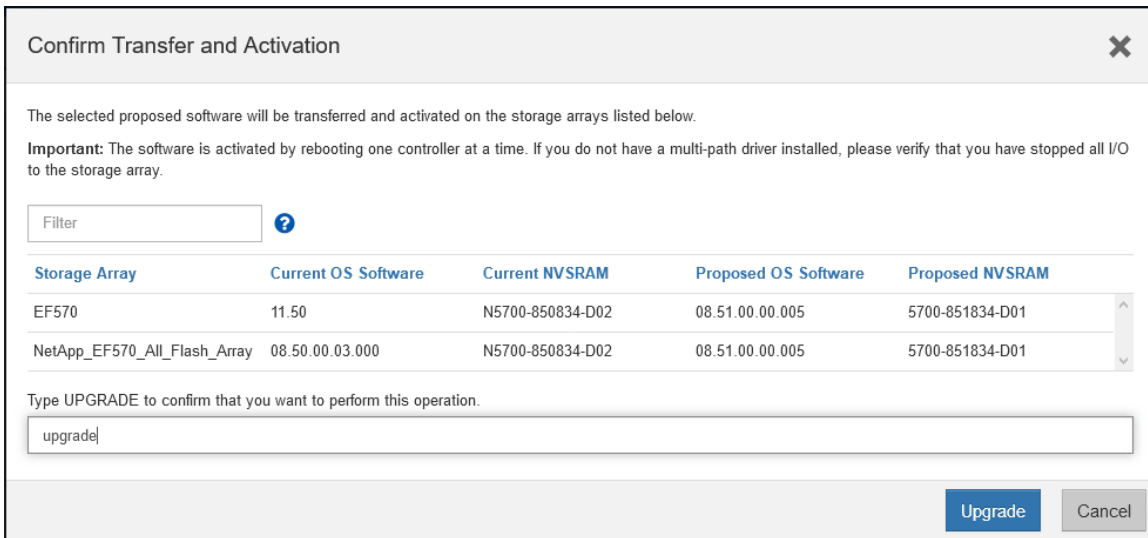 Confirm Transfer and Activation
The selected proposed software will be transferred and activated on the storage arrays listed below.
Important: The software is activated by rebooting one controller at a time. If you do not have a multi-path driver installed, please verify that you have stopped all I/O
to the storage array.
Filter
Storage Array Current OS Software Current NVSRAM Proposed OS Software Proposed NVSRAM
EF570 11.50 N5700-850834-D02 08.51.00.00.005 5700-851834-D01
NetApp_EF570_All_Flash_Array 08.50.00.03.000 N5700-850834-D02 08.51.00.00.005 5700-851834-D01
Type UPGRADE to confirm that you want to perform this operation.
upgrade
Upgrade Cancel